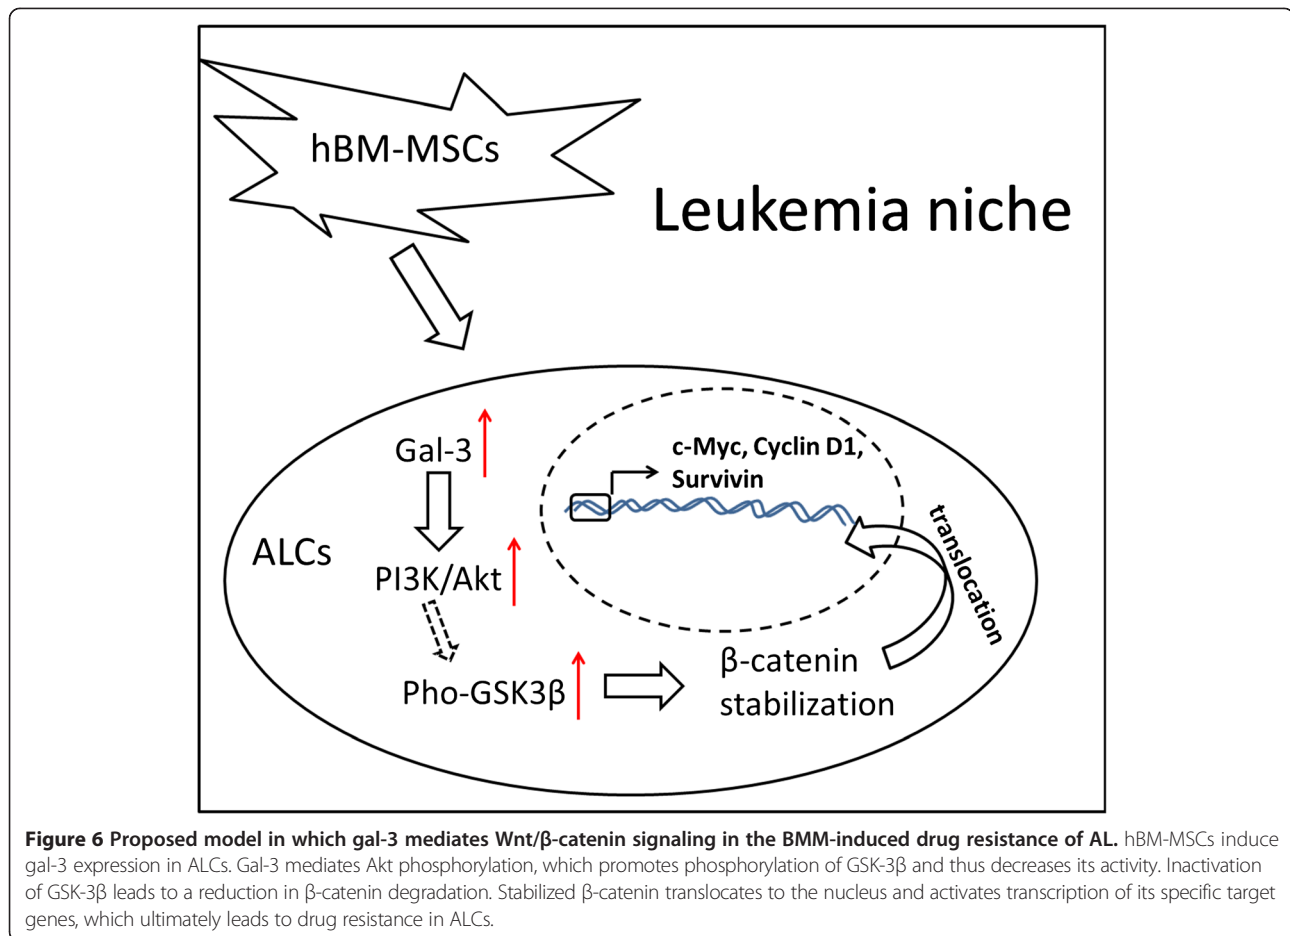 hBM-MSCs
Leukemia niche
Gal-3
c-Myc, Cyclin D1,
Survivin
ALCs
PI3K/Akt
translocation
Pho-GSK3β
β-catenin
stabilization
Figure 6 Proposed model in which gal-3 mediates Wnt/β-catenin signaling in the BMM-induced drug resistance of AL. hBM-MSCs induce
gal-3 expression in ALCs. Gal-3 mediates Akt phosphorylation, which promotes phosphorylation of GSK-3β and thus decreases its activity. Inactivation
of GSK-3β leads to a reduction in β-catenin degradation. Stabilized β-catenin translocates to the nucleus and activates transcription of its specific target
genes, which ultimately leads to drug resistance in ALCs.